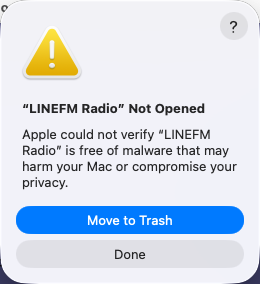 ?
“LINEFM Radio” Not Opened
Apple could not verify “LINEFM
Radio” is free of malware that may
harm your Mac or compromise your
privacy.
Move to Trash
Done